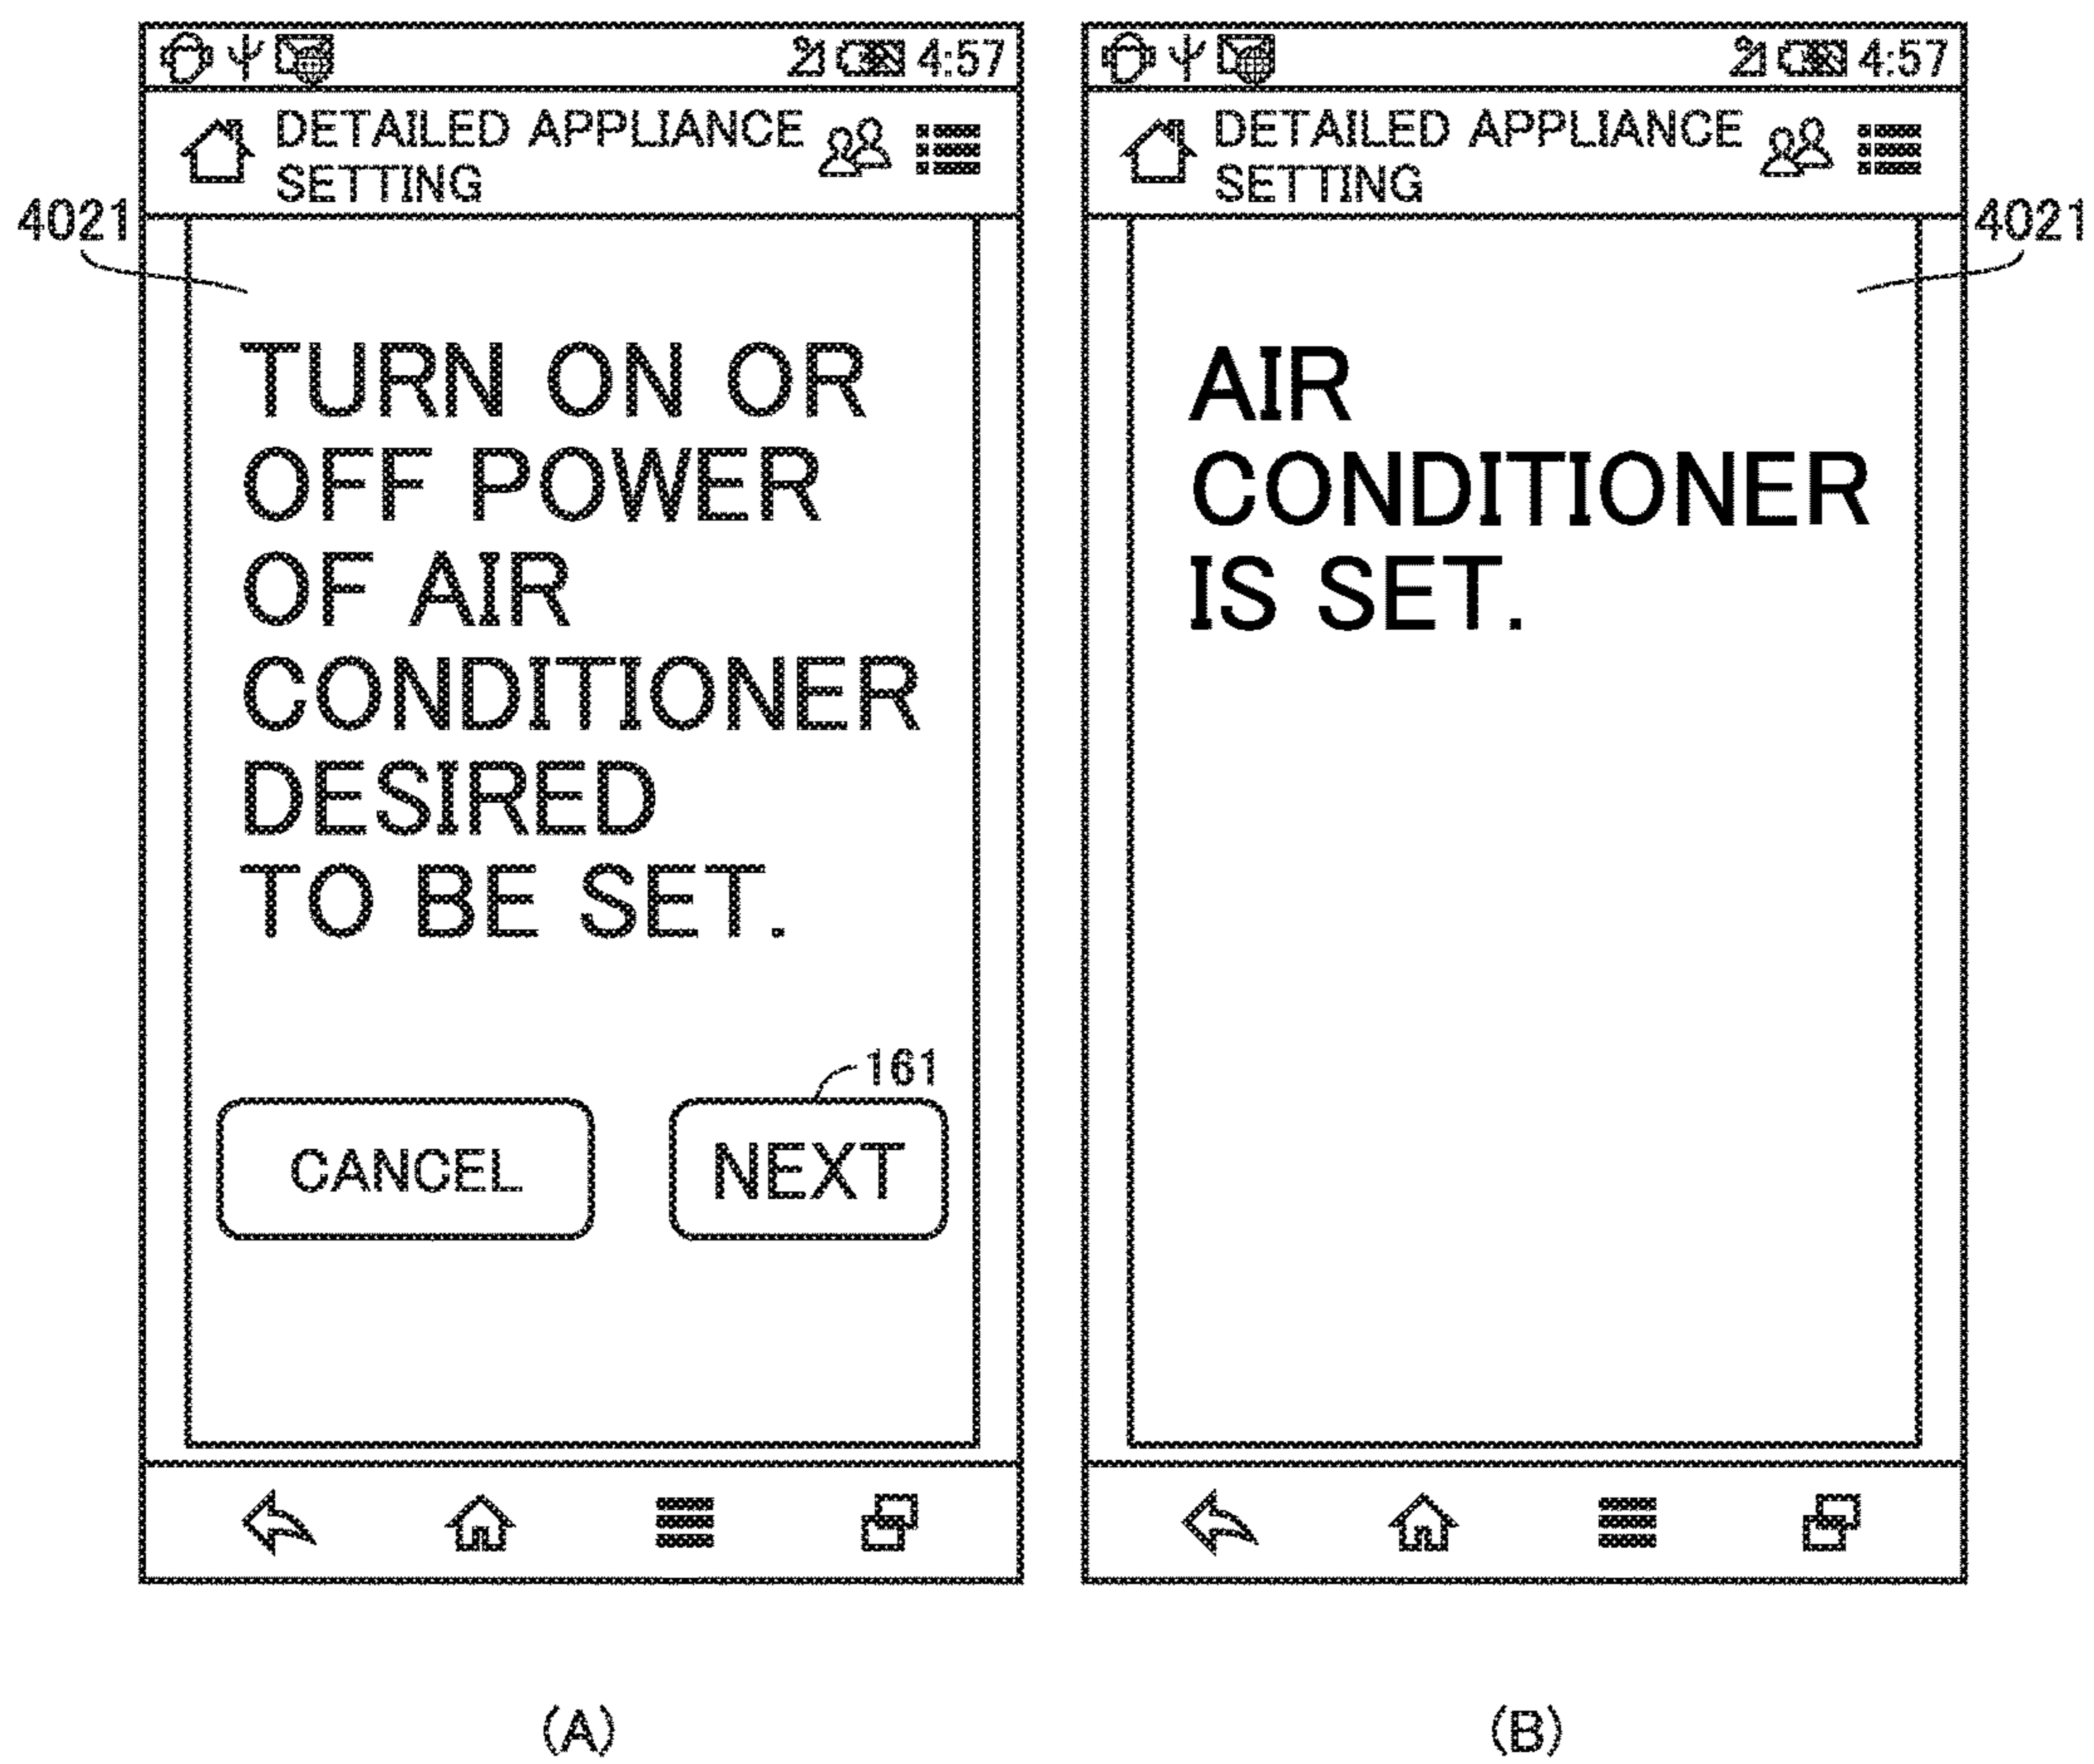 4:57
DETAILED APPLIANCE
SETTING
4021
TURN ON OR
OFF POWER
OF AIR
CONDITIONER
DESIRED
TO BE SET.
161
CANCEL
NEXT
(A)
4:57
DETAILED APPLIANCE
SETTING
4021
AIR
CONDITIONER
IS SET.
(B)